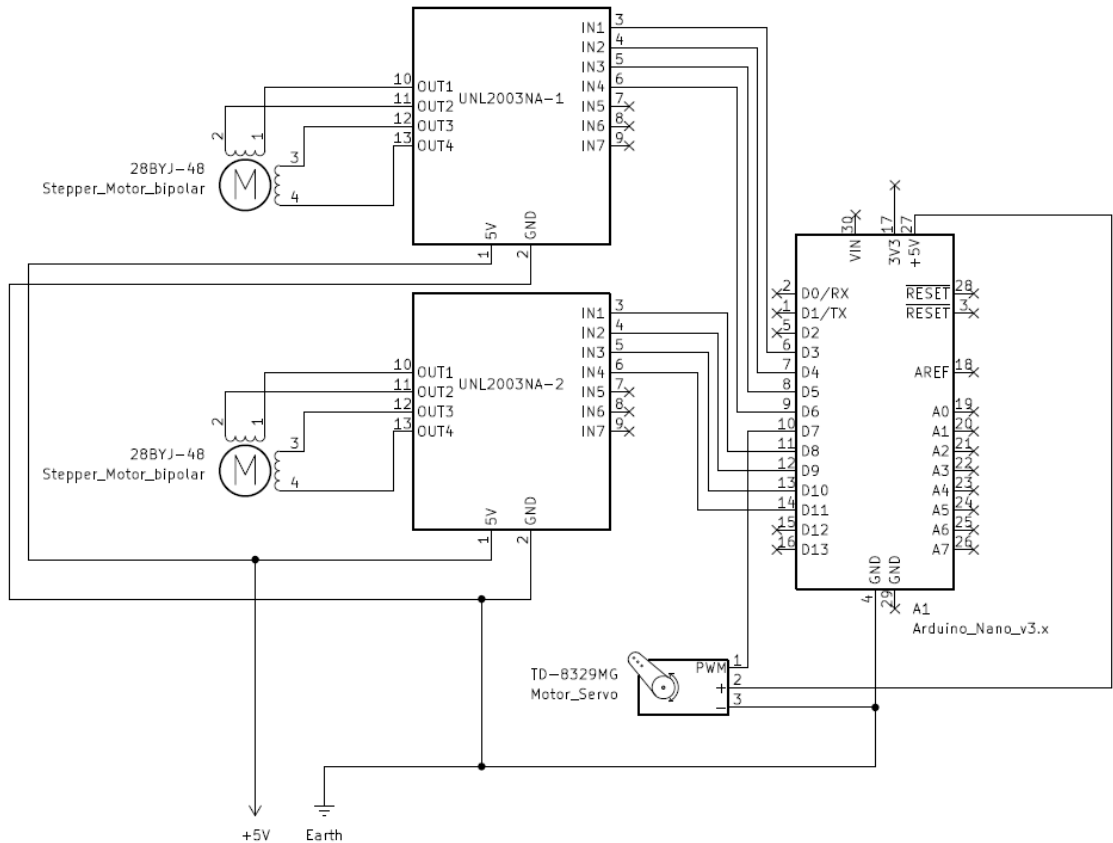 IN1 3
IN2 4
IN3 5
IN4 6
IN5 7
IN6 8
IN7 9
10 OUT1
11 OUT2
12 OUT3
13 OUT4
UNL2003NA-1
2 1
3
4
M
28BYJ-48
Stepper_Motor_bipolar
5V 1
GND 2
IN1 3
IN2 4
IN3 5
IN4 6
IN5 7
IN6 8
IN7 9
10 OUT1
11 OUT2
12 OUT3
13 OUT4
UNL2003NA-2
2 1
3
4
M
28BYJ-48
Stepper_Motor_bipolar
5V 1
GND 2
30 VIN
17 3V3
27 +5V
2 D0/RX
1 D1/TX
5 D2
6 D3
7 D4
8 D5
9 D6
10 D7
11 D8
12 D9
13 D10
14 D11
15 D12
16 D13
RESET 28
RESET 3
AREF 18
A0 19
A1 20
A2 21
A3 22
A4 23
A5 24
A6 25
A7 26
GND 4
GND 29
A1
Arduino_Nano_v3.x
TD-8329MG
Motor_Servo
PWM 1
+ 2
- 3
+5V
Earth